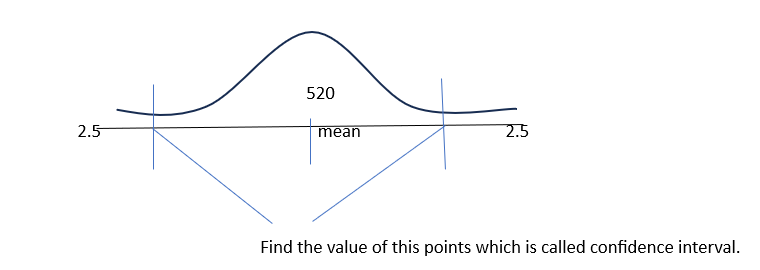 520
2.5
mean
2.5
Find the value of this points which is called confidence interval.